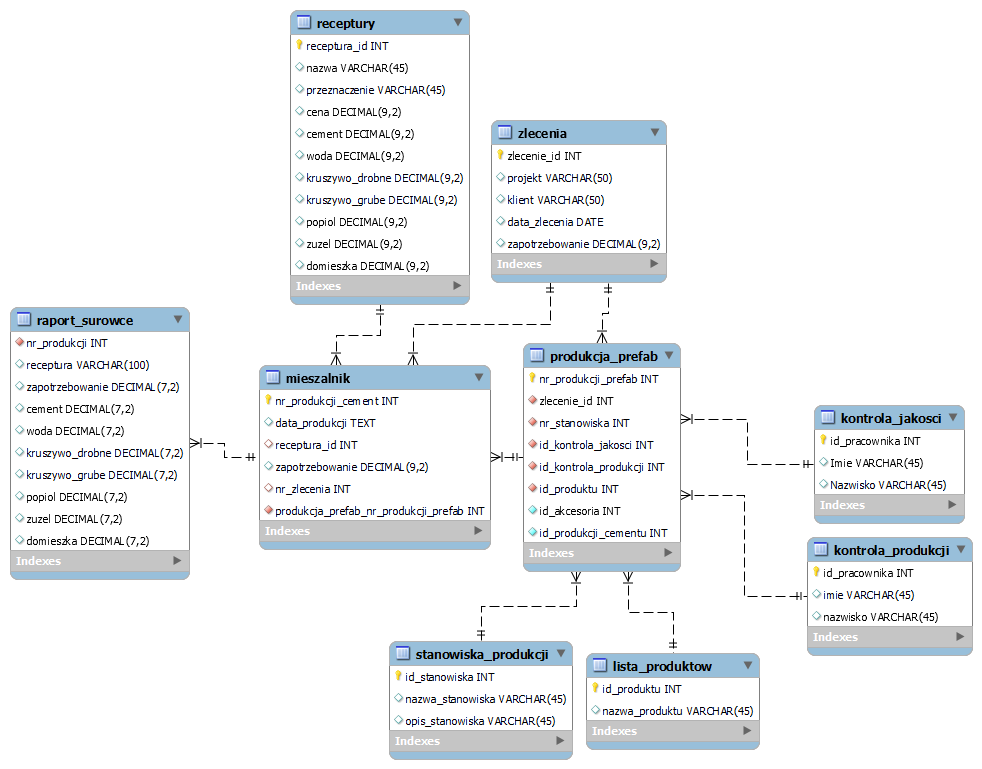 receptury
receptura_id INT
nazwa VARCHAR(45)
przeznaczenie VARCHAR(45)
cena DECIMAL(9,2)
cement DECIMAL(9,2)
woda DECIMAL(9,2)
kruszywo_drobne DECIMAL(9,2)
kruszywo_grube DECIMAL(9,2)
popiol DECIMAL(9,2)
zuzel DECIMAL(9,2)
domieszka DECIMAL(9,2)
Indexes
zlecenia
zlecenie_id INT
projekt VARCHAR(50)
klient VARCHAR(50)
data_zlecenia DATE
zapotrzebowanie DECIMAL(9,2)
Indexes
raport_surowce
nr_produkcji INT
receptura VARCHAR(100)
zapotrzebowanie DECIMAL(7,2)
cement DECIMAL(7,2)
woda DECIMAL(7,2)
kruszywo_drobne DECIMAL(7,2)
kruszywo_grube DECIMAL(7,2)
popiol DECIMAL(7,2)
zuzel DECIMAL(7,2)
domieszka DECIMAL(7,2)
Indexes
mieszalnik
nr_produkcji_cement INT
data_produkcji TEXT
receptura_id INT
zapotrzebowanie DECIMAL(9,2)
nr_zlecenia INT
produkcja_prefab_nr_produkcji_prefab INT
Indexes
produkcja_prefab
nr_produkcji_prefab INT
zlecenie_id INT
nr_stanowiska INT
id_kontrola_jakosci INT
id_kontrola_produkcji INT
id_produktu INT
id_akcesoria INT
id_produkcji_cementu INT
Indexes
kontrola_jakosci
id_pracownika INT
Imie VARCHAR(45)
Nazwisko VARCHAR(45)
Indexes
kontrola_produkcji
id_pracownika INT
imie VARCHAR(45)
nazwisko VARCHAR(45)
Indexes
stanowiska_produkcji
id_stanowiska INT
nazwa_stanowiska VARCHAR(45)
opis_stanowiska VARCHAR(45)
Indexes
lista_produktow
id_produktu INT
nazwa_produktu VARCHAR(45)
Indexes